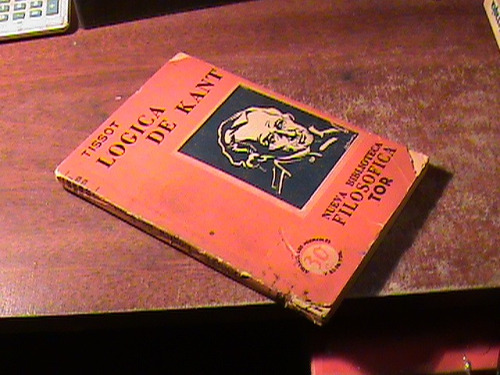 TISSOT
LOGICA
DE KANT
NUEVA BIBLIOTECA
FILOSOFICA
TOR
30